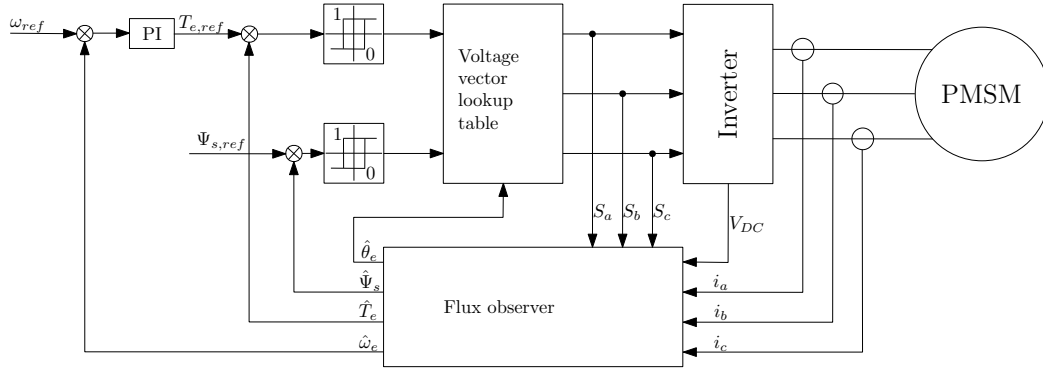 ω_ref
PI
T_e,ref
1
0
Voltage
vector
lookup
table
Inverter
PMSM
Ψ_s,ref
1
0
S_a
S_b
S_c
V_DC
θ̂_e
Ψ̂_s
T̂_e
ω̂_e
Flux observer
i_a
i_b
i_c